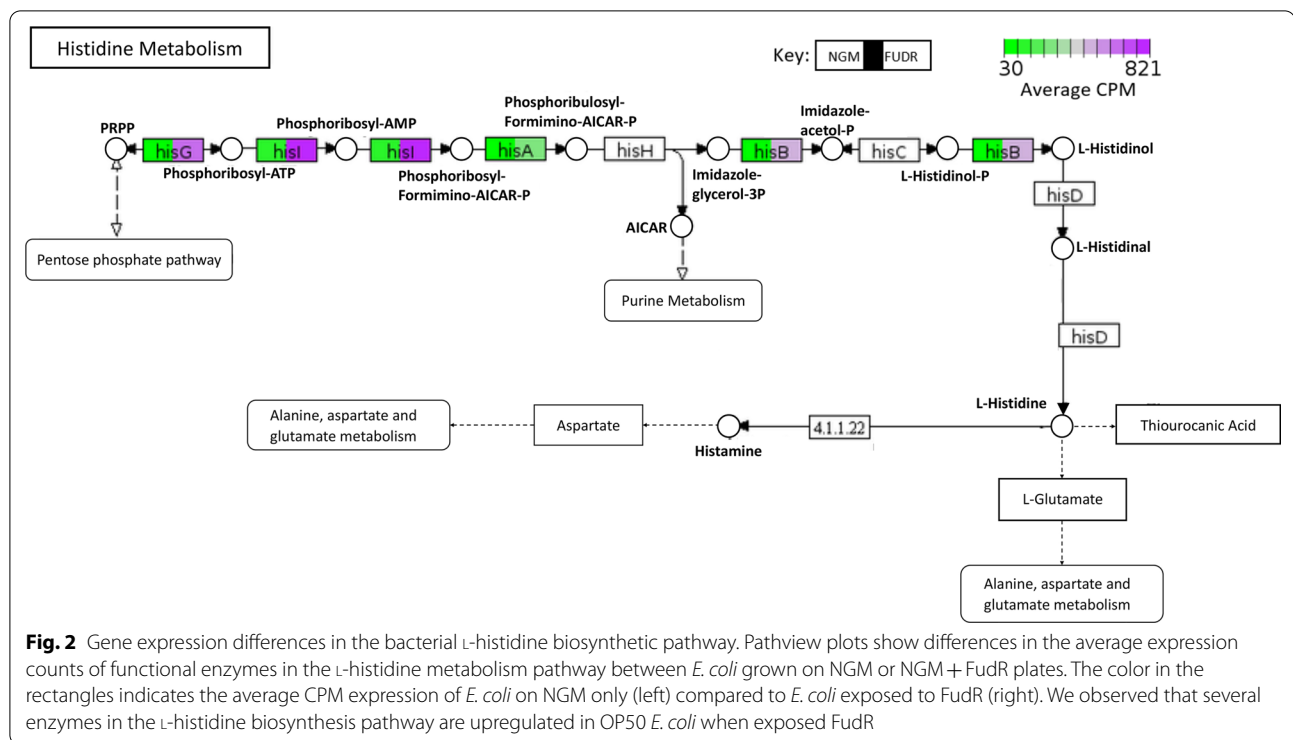 Histidine Metabolism
Key: NGM FUDR
30 821
Average CPM
Phosphoribulosyl-
Formimino-AICAR-P
Imidazole-
acetol-P
PRPP
Phosphoribosyl-AMP
hisG
hisI
hisI
hisA
hisH
hisB
hisC
hisB
L-Histidinol
Phosphoribosyl-ATP
Phosphoribosyl-
Formimino-AICAR-P
Imidazole-
glycerol-3P
L-Histidinol-P
hisD
AICAR
L-Histidinal
Pentose phosphate pathway
Purine Metabolism
hisD
L-Histidine
Alanine, aspartate and
glutamate metabolism
Aspartate
Histamine
4.1.1.22
Thiourocanic Acid
L-Glutamate
Alanine, aspartate and
glutamate metabolism
Fig. 2 Gene expression differences in the bacterial L-histidine biosynthetic pathway. Pathview plots show differences in the average expression
counts of functional enzymes in the L-histidine metabolism pathway between E. coli grown on NGM or NGM + FudR plates. The color in the
rectangles indicates the average CPM expression of E. coli on NGM only (left) compared to E. coli exposed to FudR (right). We observed that several
enzymes in the L-histidine biosynthesis pathway are upregulated in OP50 E. coli when exposed FudR